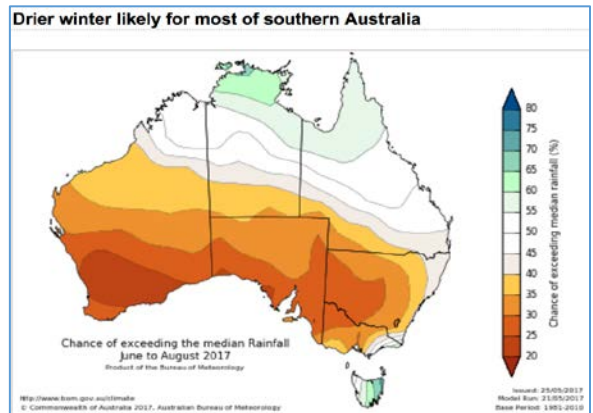 Drier winter likely for most of southern Australia
80
75
70
65
60
55
50
45
40
35
30
25
20
Chance of exceeding median rainfall (%)
Chance of exceeding the median Rainfall
June to August 2017
Product of the Bureau of Meteorology
http://www.bom.gov.au/climate
© Commonwealth of Australia 2017, Australian Bureau of Meteorology
Issued: 25/05/2017
Model Run: 21/05/2017
Base Period: 1981-2010